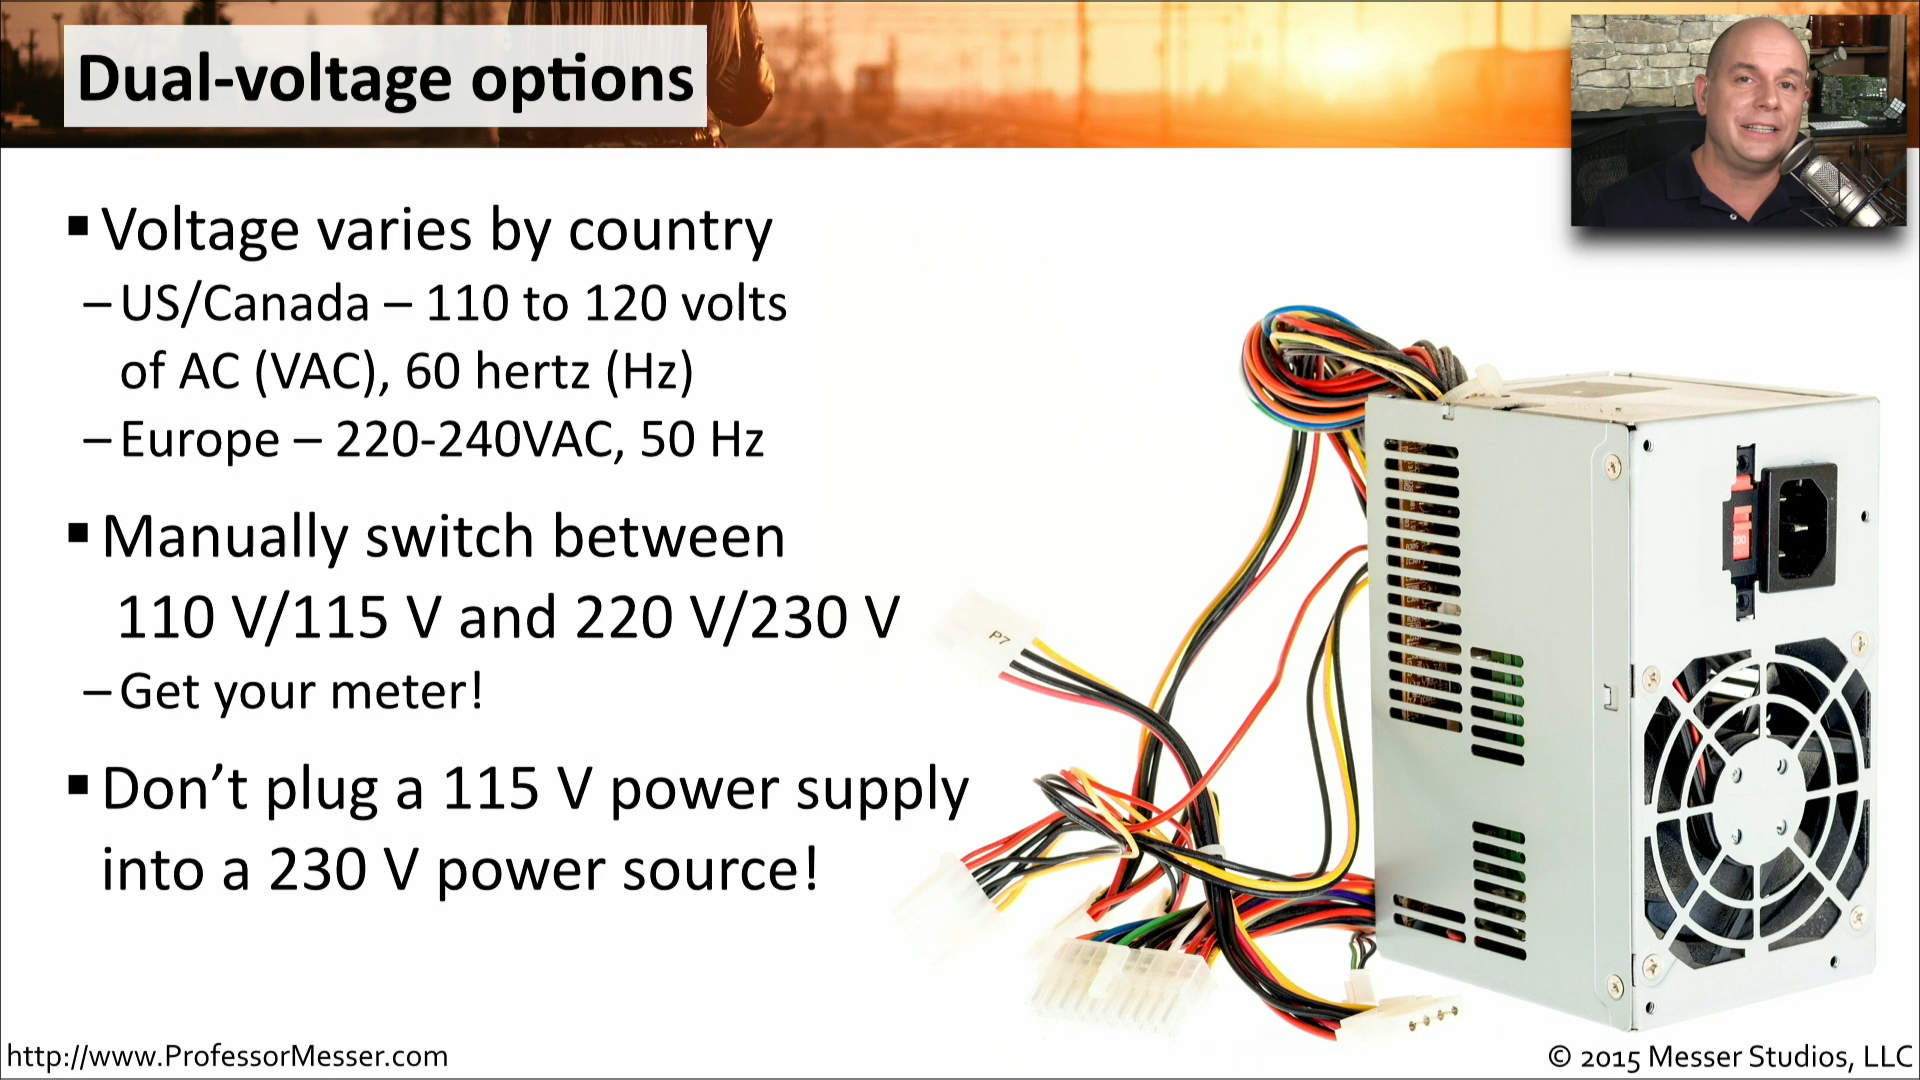 Dual-voltage options
▪ Voltage varies by country
– US/Canada – 110 to 120 volts
of AC (VAC), 60 hertz (Hz)
– Europe – 220-240VAC, 50 Hz
▪ Manually switch between
110 V/115 V and 220 V/230 V
– Get your meter!
▪ Don’t plug a 115 V power supply
into a 230 V power source!
P7
230
http://www.ProfessorMesser.com
© 2015 Messer Studios, LLC